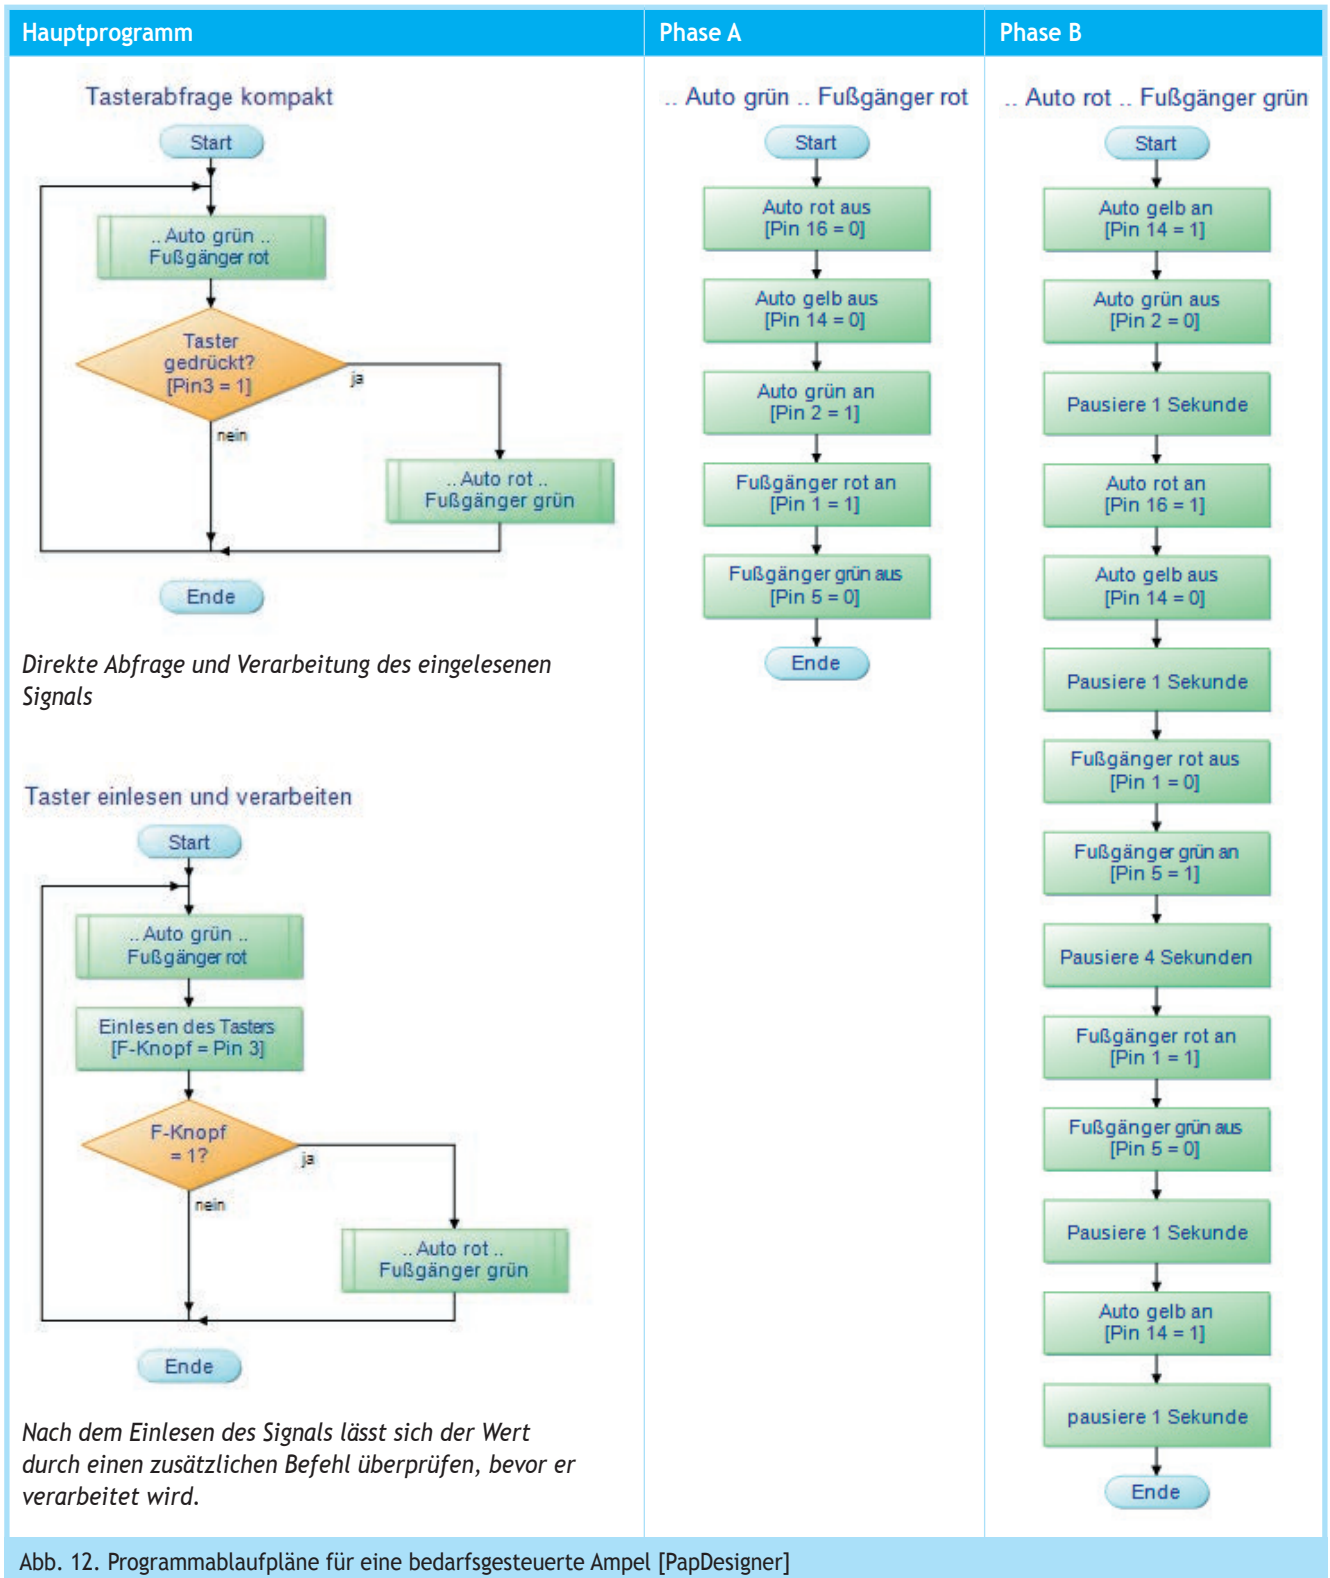 Hauptprogramm
Phase A
Phase B
Tasterabfrage kompakt
Start
.. Auto grün ..
Fußgänger rot
Taster
gedrückt?
[Pin3 = 1]
ja
nein
.. Auto rot ..
Fußgänger grün
Ende
Direkte Abfrage und Verarbeitung des eingelesenen
Signals
Taster einlesen und verarbeiten
Start
.. Auto grün ..
Fußgänger rot
Einlesen des Tasters
[F-Knopf = Pin 3]
F-Knopf
= 1?
ja
nein
.. Auto rot ..
Fußgänger grün
Ende
Nach dem Einlesen des Signals lässt sich der Wert
durch einen zusätzlichen Befehl überprüfen, bevor er
verarbeitet wird.
.. Auto grün .. Fußgänger rot
Start
Auto rot aus
[Pin 16 = 0]
Auto gelb aus
[Pin 14 = 0]
Auto grün an
[Pin 2 = 1]
Fußgänger rot an
[Pin 1 = 1]
Fußgänger grün aus
[Pin 5 = 0]
Ende
.. Auto rot .. Fußgänger grün
Start
Auto gelb an
[Pin 14 = 1]
Auto grün aus
[Pin 2 = 0]
Pausiere 1 Sekunde
Auto rot an
[Pin 16 = 1]
Auto gelb aus
[Pin 14 = 0]
Pausiere 1 Sekunde
Fußgänger rot aus
[Pin 1 = 0]
Fußgänger grün an
[Pin 5 = 1]
Pausiere 4 Sekunden
Fußgänger rot an
[Pin 1 = 1]
Fußgänger grün aus
[Pin 5 = 0]
Pausiere 1 Sekunde
Auto gelb an
[Pin 14 = 1]
pausiere 1 Sekunde
Ende
Abb. 12. Programmablaufpläne für eine bedarfsgesteuerte Ampel [PapDesigner]